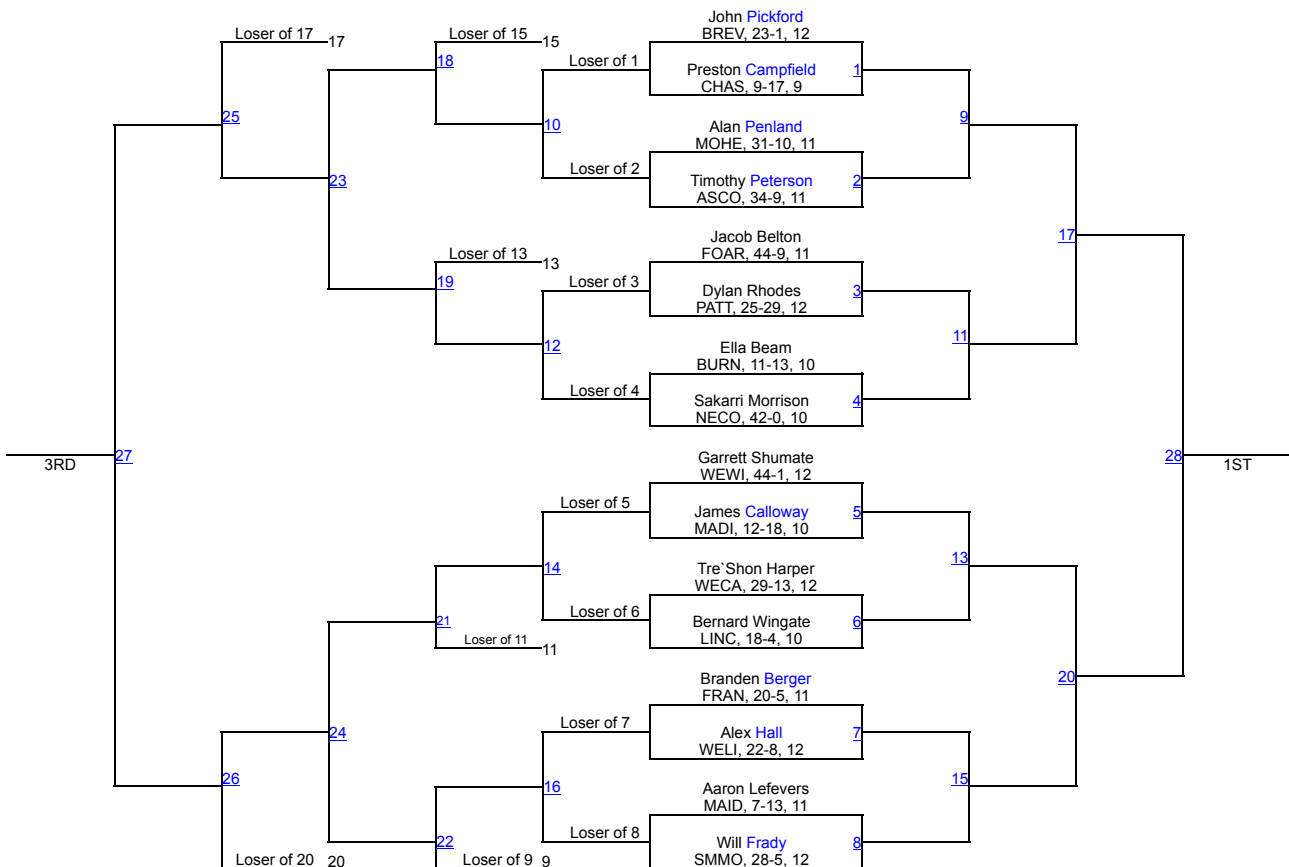 John Pickford
Loser of 17 17
Loser of 15 15
BREV, 23-1, 12
18
Loser of 1
Preston Campfield 1
CHAS, 9-17, 9
25
10
9
Alan Penland
MOHE, 31-10, 11
Loser of 2
23
Timothy Peterson 2
ASCO, 34-9, 11
Jacob Belton
17
Loser of 13 13
FOAR, 44-9, 11
19
Loser of 3
Dylan Rhodes 3
PATT, 25-29, 12
12
11
Ella Beam
BURN, 11-13, 10
Loser of 4
Sakarri Morrison 4
NECO, 42-0, 10
27
3RD
Garrett Shumate
28
1ST
WEWI, 44-1, 12
Loser of 5
James Calloway 5
MADI, 12-18, 10
14
13
Tre`Shon Harper
WECA, 29-13, 12
Loser of 6
21
Bernard Wingate 6
LINC, 18-4, 10
Loser of 11 11
Branden Berger
20
FRAN, 20-5, 11
Loser of 7
24
Alex Hall 7
WELI, 22-8, 12
26
16
15
Aaron Lefevers
MAID, 7-13, 11
Loser of 8
22
Will Frady 8
Loser of 20 20
Loser of 9 9
SMMO, 28-5, 12